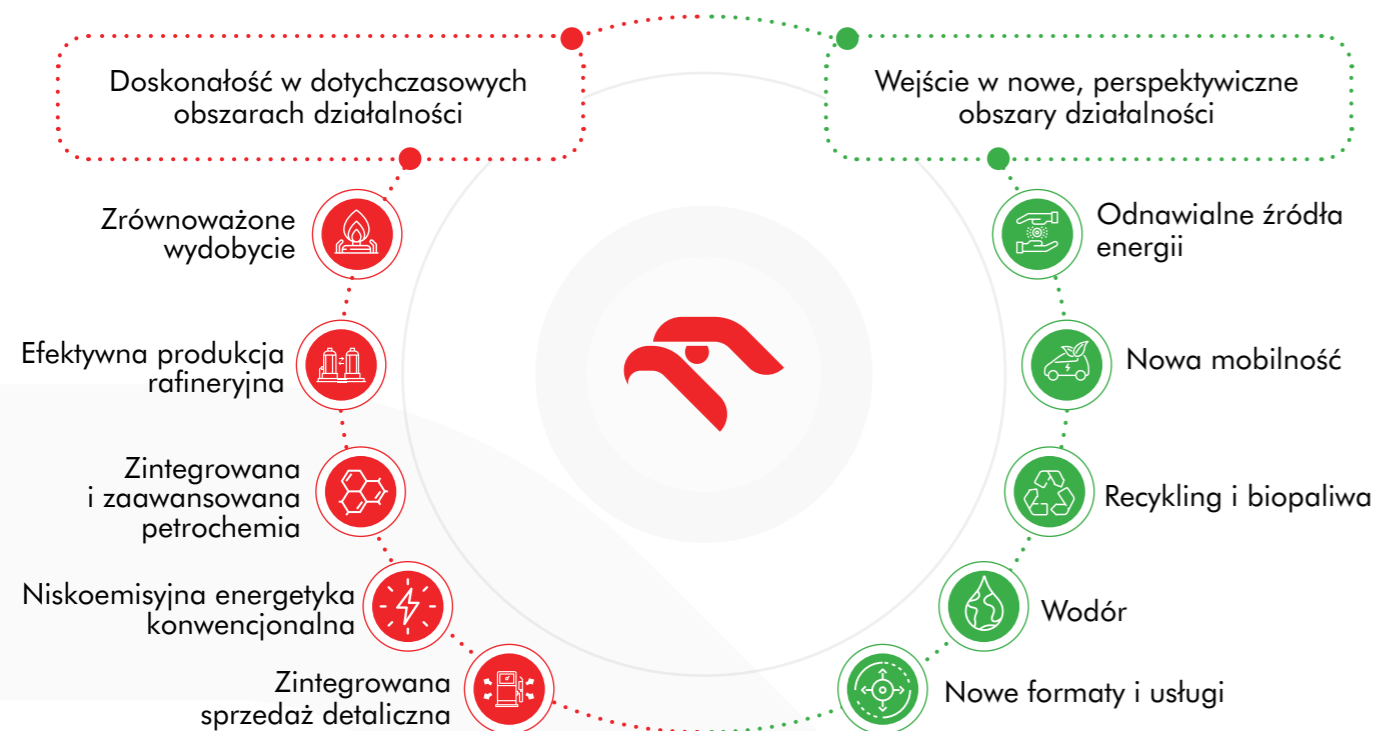 Doskonałość w dotychczasowych
obszarach działalności
Zrównoważone
wydobycie
Efektywna produkcja
rafineryjna
Zintegrowana
i zaawansowana
petrochemia
Niskoemisyjna energetyka
konwencjonalna
Zintegrowana
sprzedaż detaliczna
Wejście w nowe, perspektywiczne
obszary działalności
Odnawialne źródła
energii
Nowa mobilność
Recykling i biopaliwa
Wodór
Nowe formaty i usługi